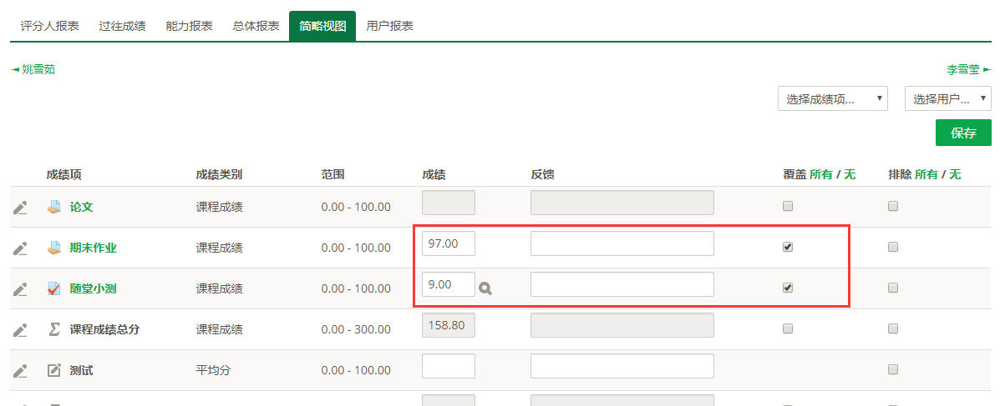 评分人报表 过往成绩 能力报表 总体报表 简略视图 用户报表
◄ 姚雪茹 李雪莹 ►
选择成绩项... 选择用户...
保存
成绩项 成绩类别 范围 成绩 反馈 覆盖 所有 / 无 排除 所有 / 无
论文 课程成绩 0.00 - 100.00
期末作业 课程成绩 0.00 - 100.00 97.00
随堂小测 课程成绩 0.00 - 100.00 9.00
课程成绩总分 课程成绩 0.00 - 300.00 158.80
测试 平均分 0.00 - 100.00